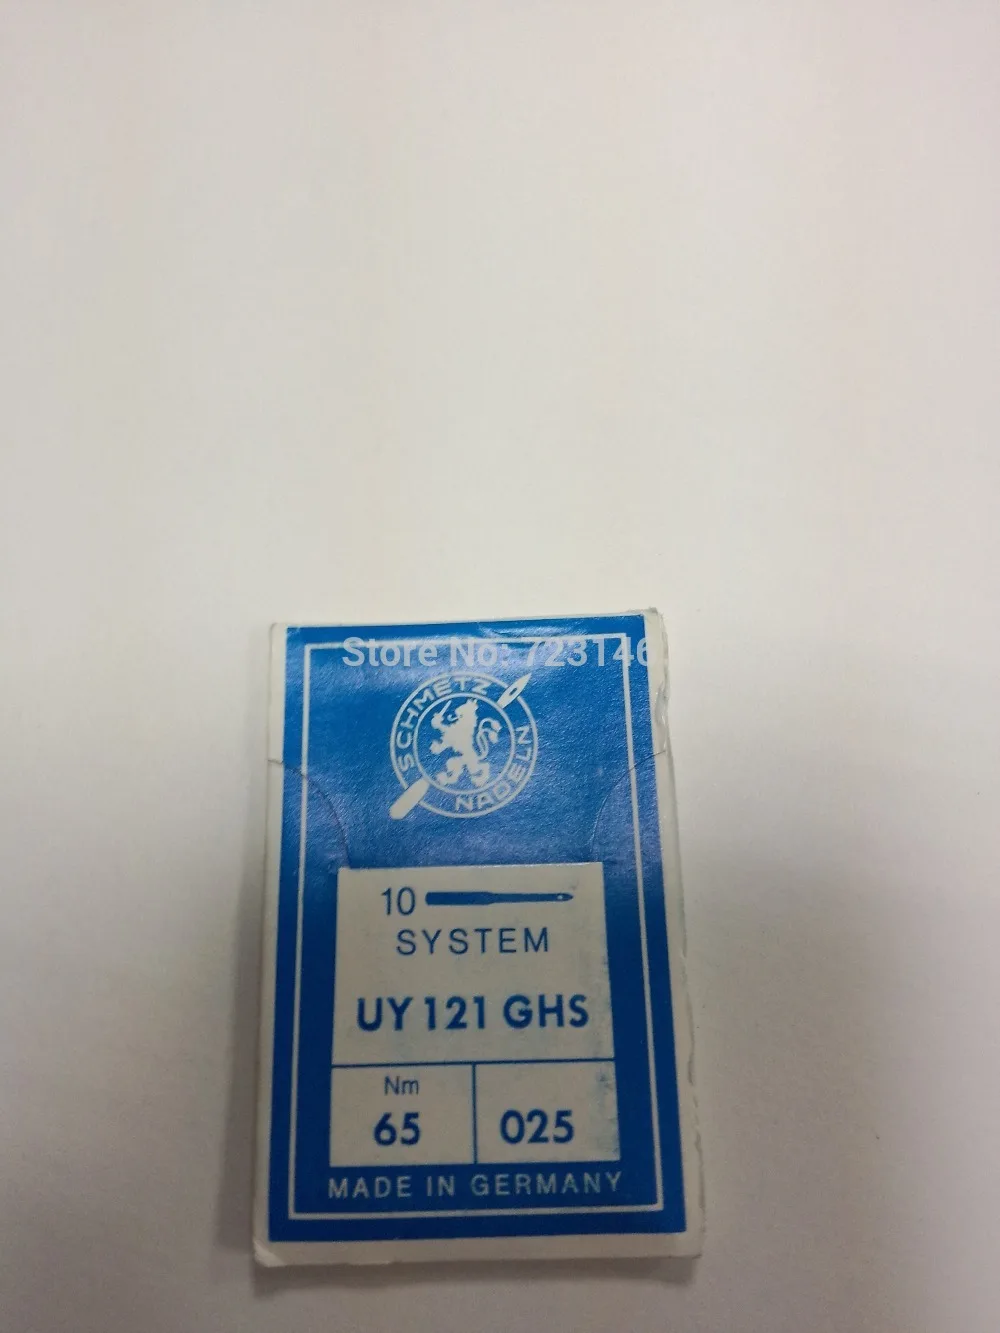 Store No: 723146
SCHMETZ
NADELN
10
SYSTEM
UY 121 GHS
Nm
65
025
MADE IN GERMANY